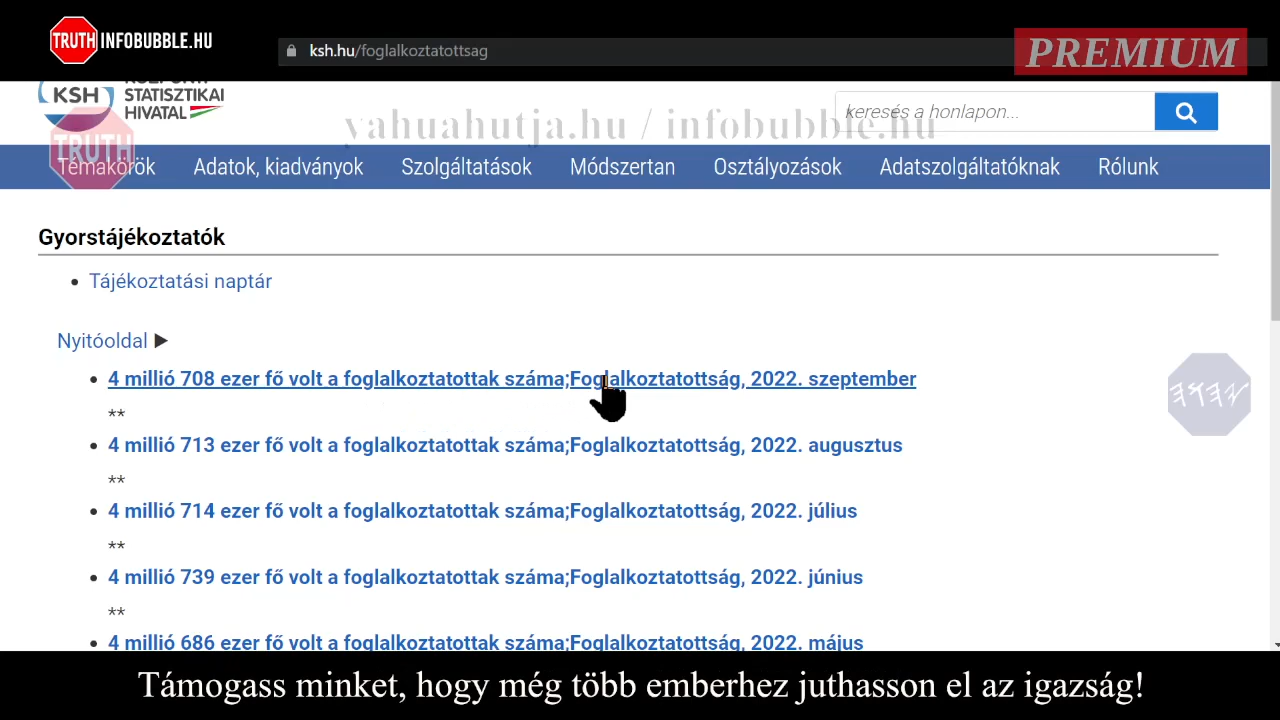 TRUTH INFOBUBBLE.HU
ksh.hu/foglalkoztatottsag
PREMIUM
KSH
STATISZTIKAI
HIVATAL
keresés a honlapon...
yahuahutja.hu / infobubble.hu
TRUTH
Témakörök Adatok, kiadványok Szolgáltatások Módszertan Osztályozások Adatszolgáltatóknak Rólunk
Gyorstájékoztatók
• Tájékoztatási naptár
Nyitóoldal ▶
• 4 millió 708 ezer fő volt a foglalkoztatottak száma;Foglalkoztatottság, 2022. szeptember
**
• 4 millió 713 ezer fő volt a foglalkoztatottak száma;Foglalkoztatottság, 2022. augusztus
**
• 4 millió 714 ezer fő volt a foglalkoztatottak száma;Foglalkoztatottság, 2022. július
**
• 4 millió 739 ezer fő volt a foglalkoztatottak száma;Foglalkoztatottság, 2022. június
**
• 4 millió 686 ezer fő volt a foglalkoztatottak száma;Foglalkoztatottság, 2022. május
Támogass minket, hogy még több emberhez juthasson el az igazság!